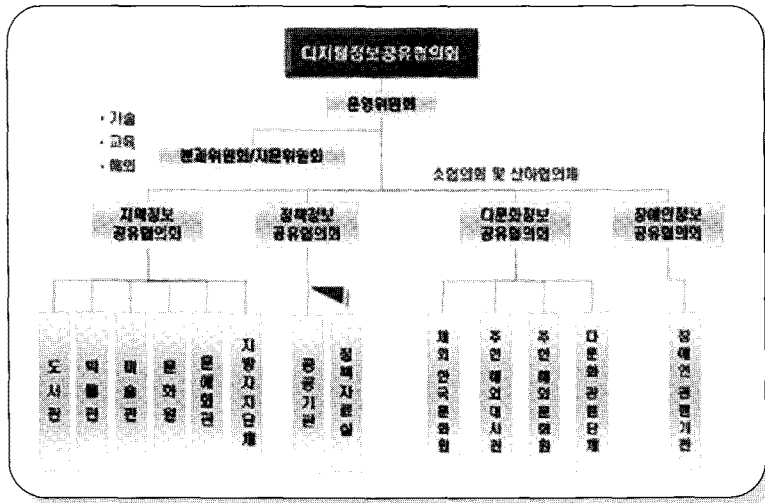 디지털정보공유협의회
운영위원회
· 기술
· 교육
· 해외
분과위원회/자문위원회
소협의회 및 산하협의체
지역정보
공유협의회
정책정보
공유협의회
다문화정보
공유협의회
장애인정보
공유협의회
도서관
박물관
미술관
문화원
문예회관
지방자치단체
공공기관
정책자료실
재외 한국문화원
주한 해외대사관
주한 해외문화원
다문화 관련단체
장애인 관련기관